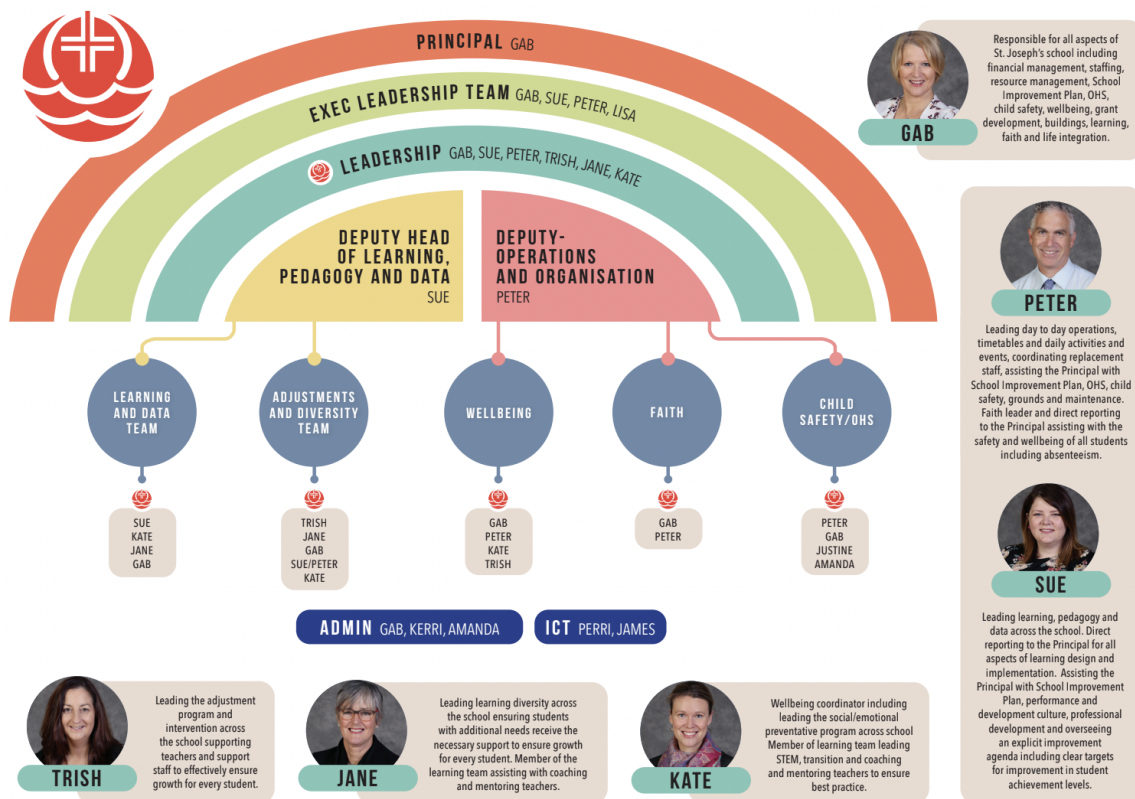 PRINCIPAL GAB
EXEC LEADERSHIP TEAM GAB, SUE, PETER, LISA
LEADERSHIP GAB, SUE, PETER, TRISH, JANE, KATE
DEPUTY HEAD
OF LEARNING,
PEDAGOGY AND DATA
SUE
DEPUTY-
OPERATIONS
AND ORGANISATION
PETER
LEARNING
AND DATA
TEAM
ADJUSTMENTS
AND DIVERSITY
TEAM
WELLBEING
FAITH
CHILD
SAFETY/OHS
SUE
KATE
JANE
GAB
TRISH
JANE
GAB
SUE/PETER
KATE
GAB
PETER
KATE
TRISH
GAB
PETER
PETER
GAB
JUSTINE
AMANDA
ADMIN GAB, KERRI, AMANDA
ICT PERRI, JAMES
GAB
Responsible for all aspects of
St. Joseph's school including
financial management, staffing,
resource management, School
Improvement Plan, OHS,
child safety, wellbeing, grant
development, buildings, learning,
faith and life integration.
PETER
Leading day to day operations,
timetables and daily activities and
events, coordinating replacement
staff, assisting the Principal with
School Improvement Plan, OHS, child
safety, grounds and maintenance.
Faith leader and direct reporting
to the Principal assisting with the
safety and wellbeing of all students
including absenteeism.
SUE
Leading learning, pedagogy and
data across the school. Direct
reporting to the Principal for all
aspects of learning design and
implementation. Assisting the
Principal with School Improvement
Plan, performance and
development culture, professional
development and overseeing
an explicit improvement
agenda including clear targets
for improvement in student
achievement levels.
TRISH
Leading the adjustment
program and
intervention across
the school supporting
teachers and support
staff to effectively ensure
growth for every student.
JANE
Leading learning diversity across
the school ensuring students
with additional needs receive the
necessary support to ensure growth
for every student. Member of the
learning team assisting with coaching
and mentoring teachers.
KATE
Wellbeing coordinator including
leading the social/emotional
preventative program across school
Member of learning team leading
STEM, transition and coaching
and mentoring teachers to ensure
best practice.